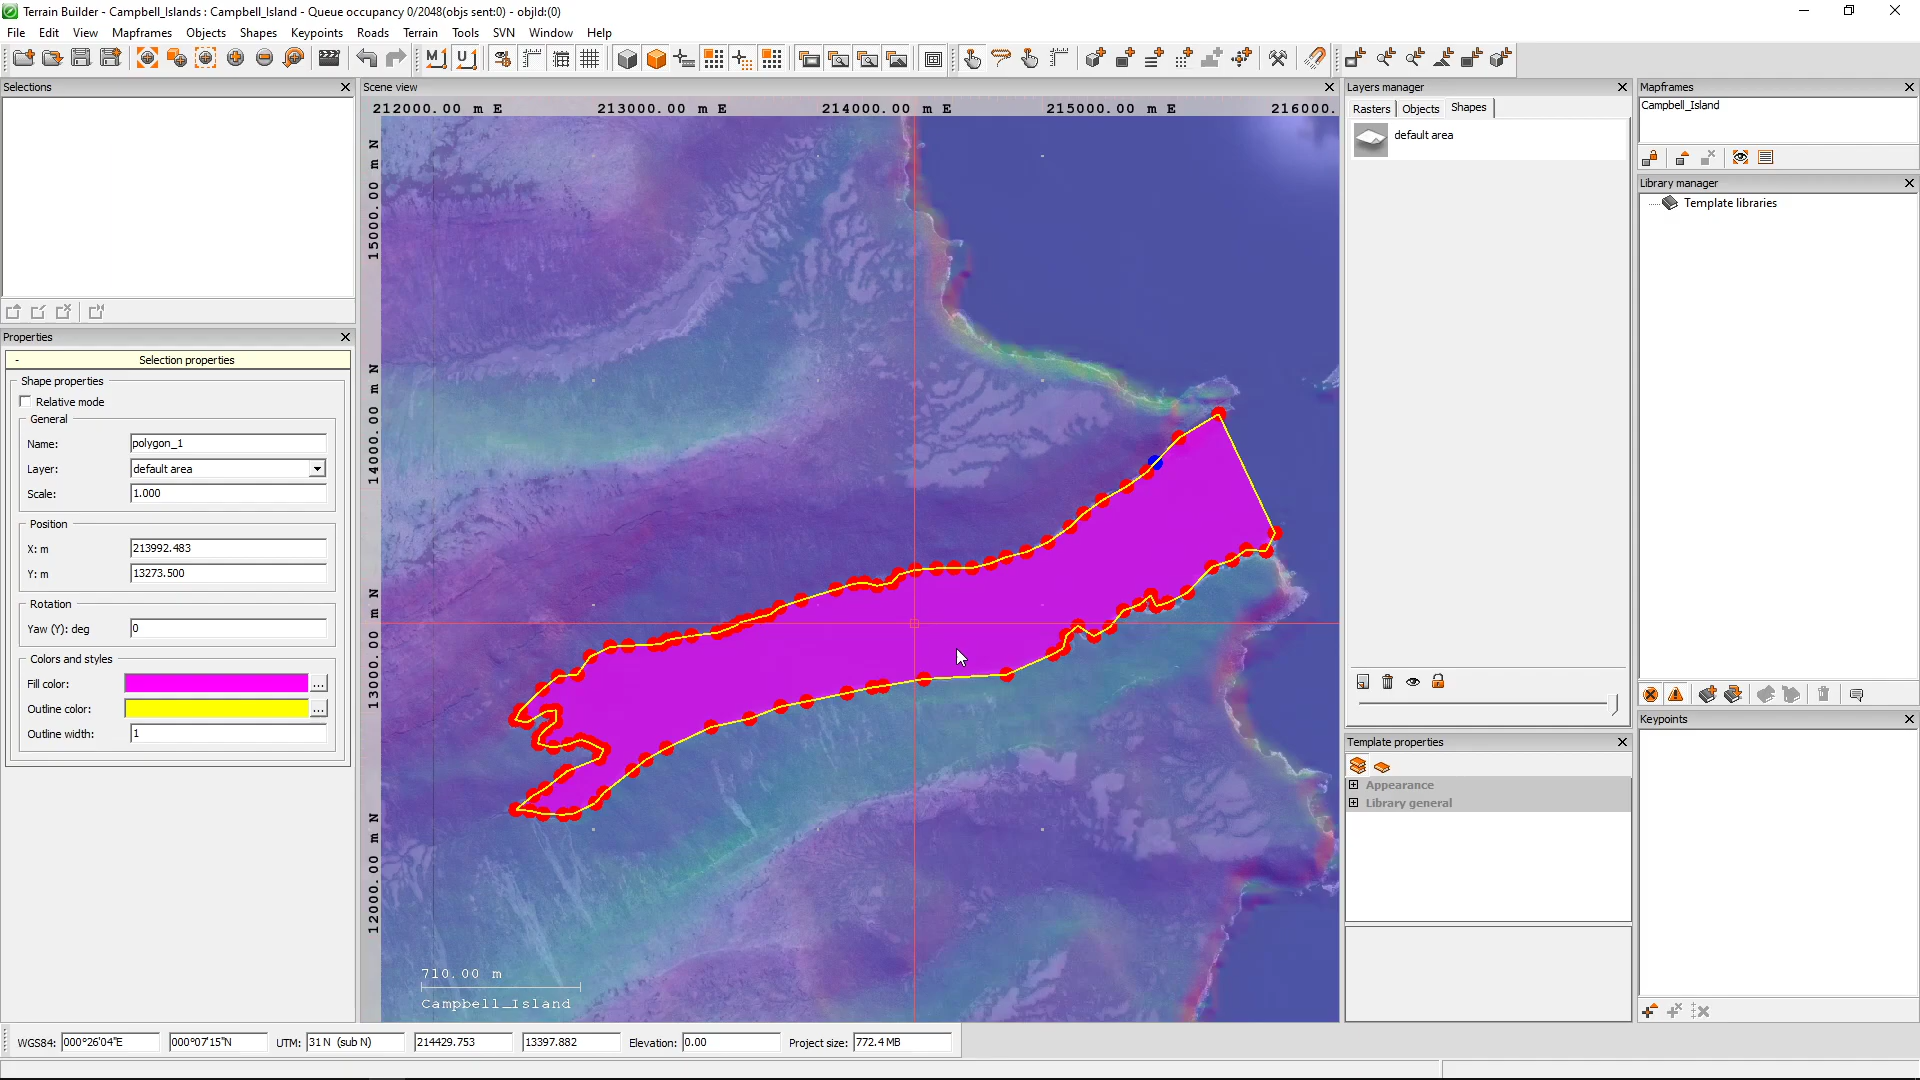 Terrain Builder - Campbell_Islands : Campbell_Island - Queue occupancy 0/2048(objs sent:0) - objId:(0)
File Edit View Mapframes Objects Shapes Keypoints Roads Terrain Tools SVN Window Help
Selections
Scene view
212000.00 m E 213000.00 m E 214000.00 m E 215000.00 m E 216000.
15000.00 m N
14000.00 m N
13000.00 m N
12000.00 m N
710.00 m
Campbell_Island
Properties
- Selection properties
Shape properties
Relative mode
General
Name: polygon_1
Layer: default area
Scale: 1.000
Position
X: m 213992.483
Y: m 13273.500
Rotation
Yaw (Y): deg 0
Colors and styles
Fill color: ...
Outline color: ...
Outline width: 1
Layers manager
Rasters Objects Shapes
default area
Template properties
Appearance
Library general
Mapframes
Campbell_Island
Library manager
Template libraries
Keypoints
WGS84: 000°26'04"E 000°07'15"N UTM: 31 N (sub N) 214429.753 13397.882 Elevation: 0.00 Project size: 772.4 MB